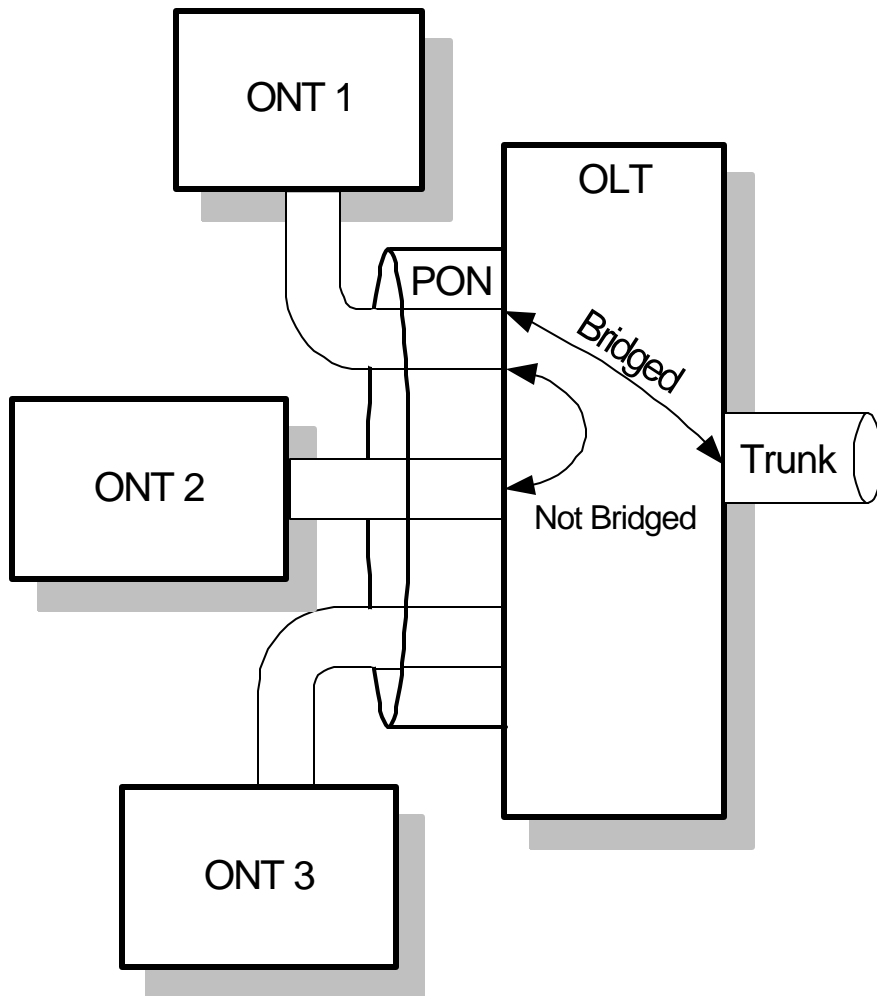 ONT 1
OLT
PON
Bridged
ONT 2
Trunk
Not Bridged
ONT 3